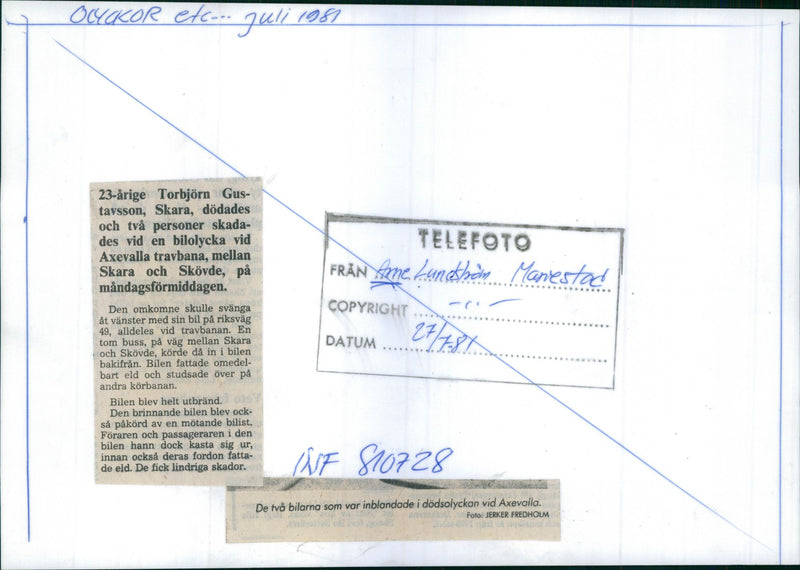 OLYCKOR etc... juli 1981
23-årige Torbjörn Gus-
tavsson, Skara, dödades
och två personer skada-
des vid en bilolycka vid
Axevalla travbana, mellan
Skara och Skövde, på
måndagsförmiddagen.
Den omkomne skulle svänga
åt vänster med sin bil på riksväg
49, alldeles vid travbanan. En
tom buss, på väg mellan Skara
och Skövde, körde då in i bilen
bakifrån. Bilen fattade omedel-
bart eld och studsade över på
andra körbanan.
Bilen blev helt utbränd.
Den brinnande bilen blev ock-
så påkörd av en mötande bilist.
Föraren och passageraren i den
bilen hann dock kasta sig ur,
innan också deras fordon fatta-
de eld. De fick lindriga skador.
TELEFOTO
FRÅN Arne Lundström Mariestad
COPYRIGHT -"-
DATUM 27/7-81
INF 810728
De två bilarna som var inblandade i dödsolyckan vid Axevalla.
Foto: JERKER FREDHOLM